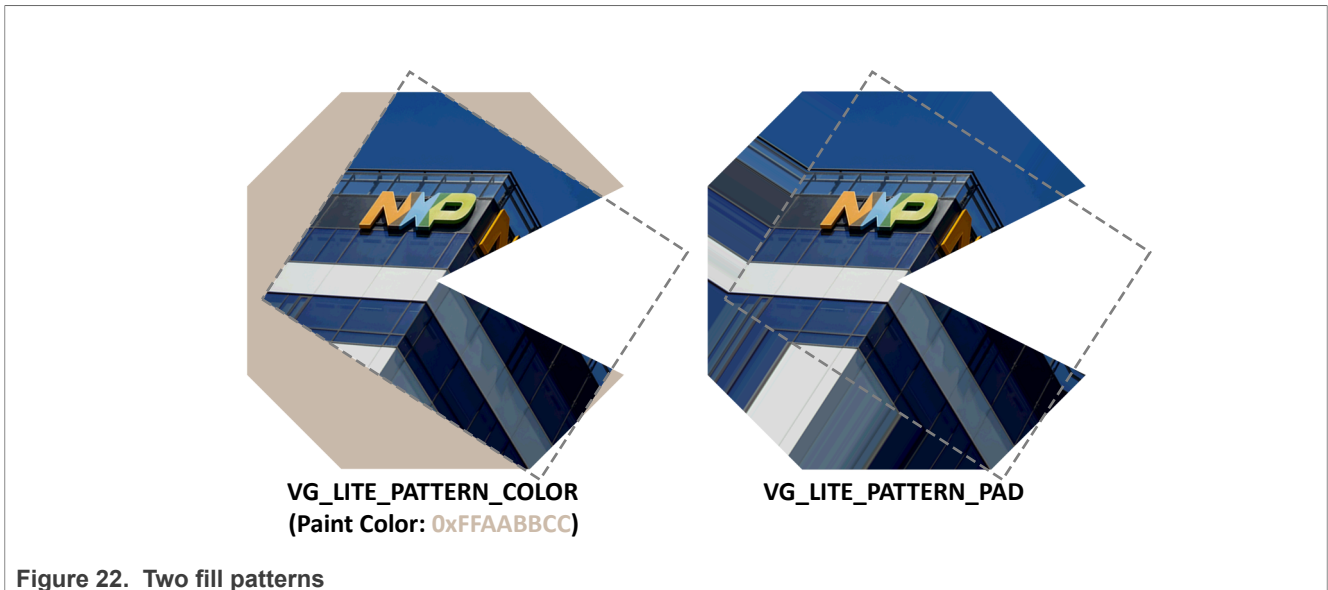 NXP
NXP
VG_LITE_PATTERN_COLOR
(Paint Color: 0xFFAABBCC)
VG_LITE_PATTERN_PAD
Figure 22. Two fill patterns